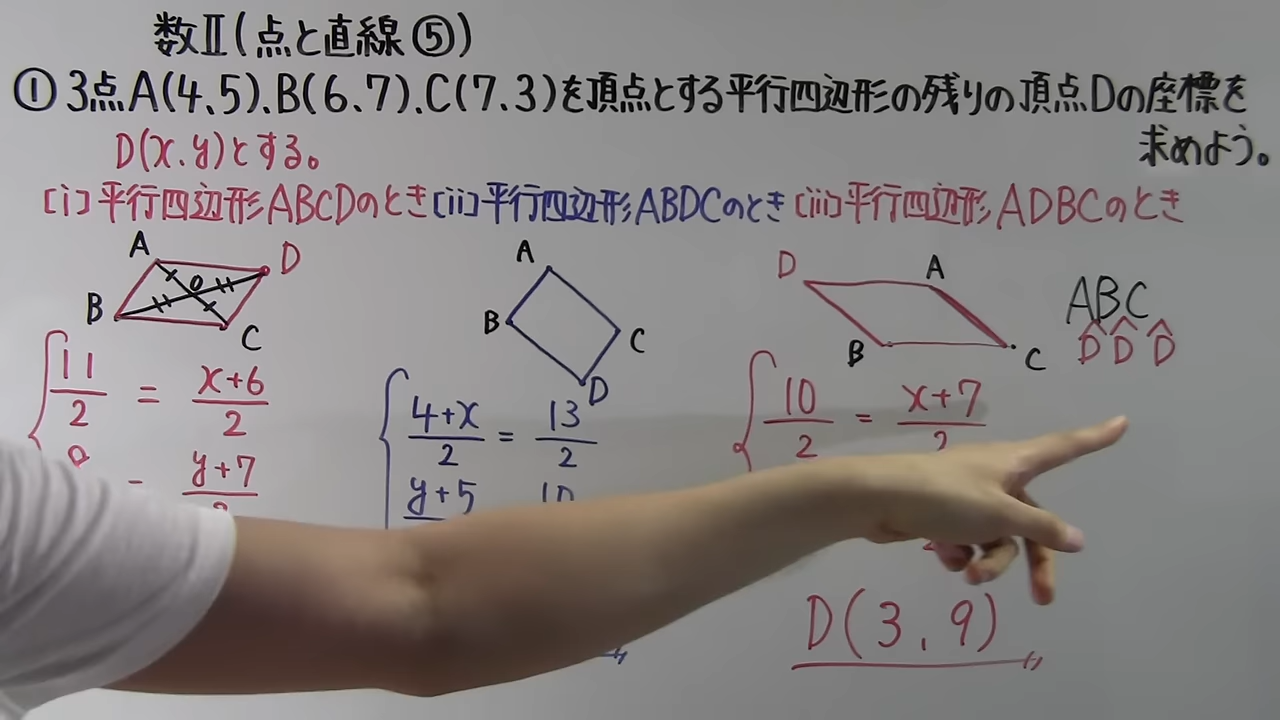 数Ⅱ(点と直線⑤)
① 3点A(4、5)、B(6、7)、C(7、3)を頂点とする平行四辺形の残りの頂点Dの座標を
求めよう。
D(x、y)とする。
[i]平行四辺形ABCDのとき
A
D
O
B
C
11/2 = x+6/2
= y+7
[ii]平行四辺形ABDCのとき
A
B
C
D
4+x/2 = 13/2
y+5 10
[iii]平行四辺形ADBCのとき
D
A
B
C
10/2 = x+7/2
D(3、9)
ABC
D D D